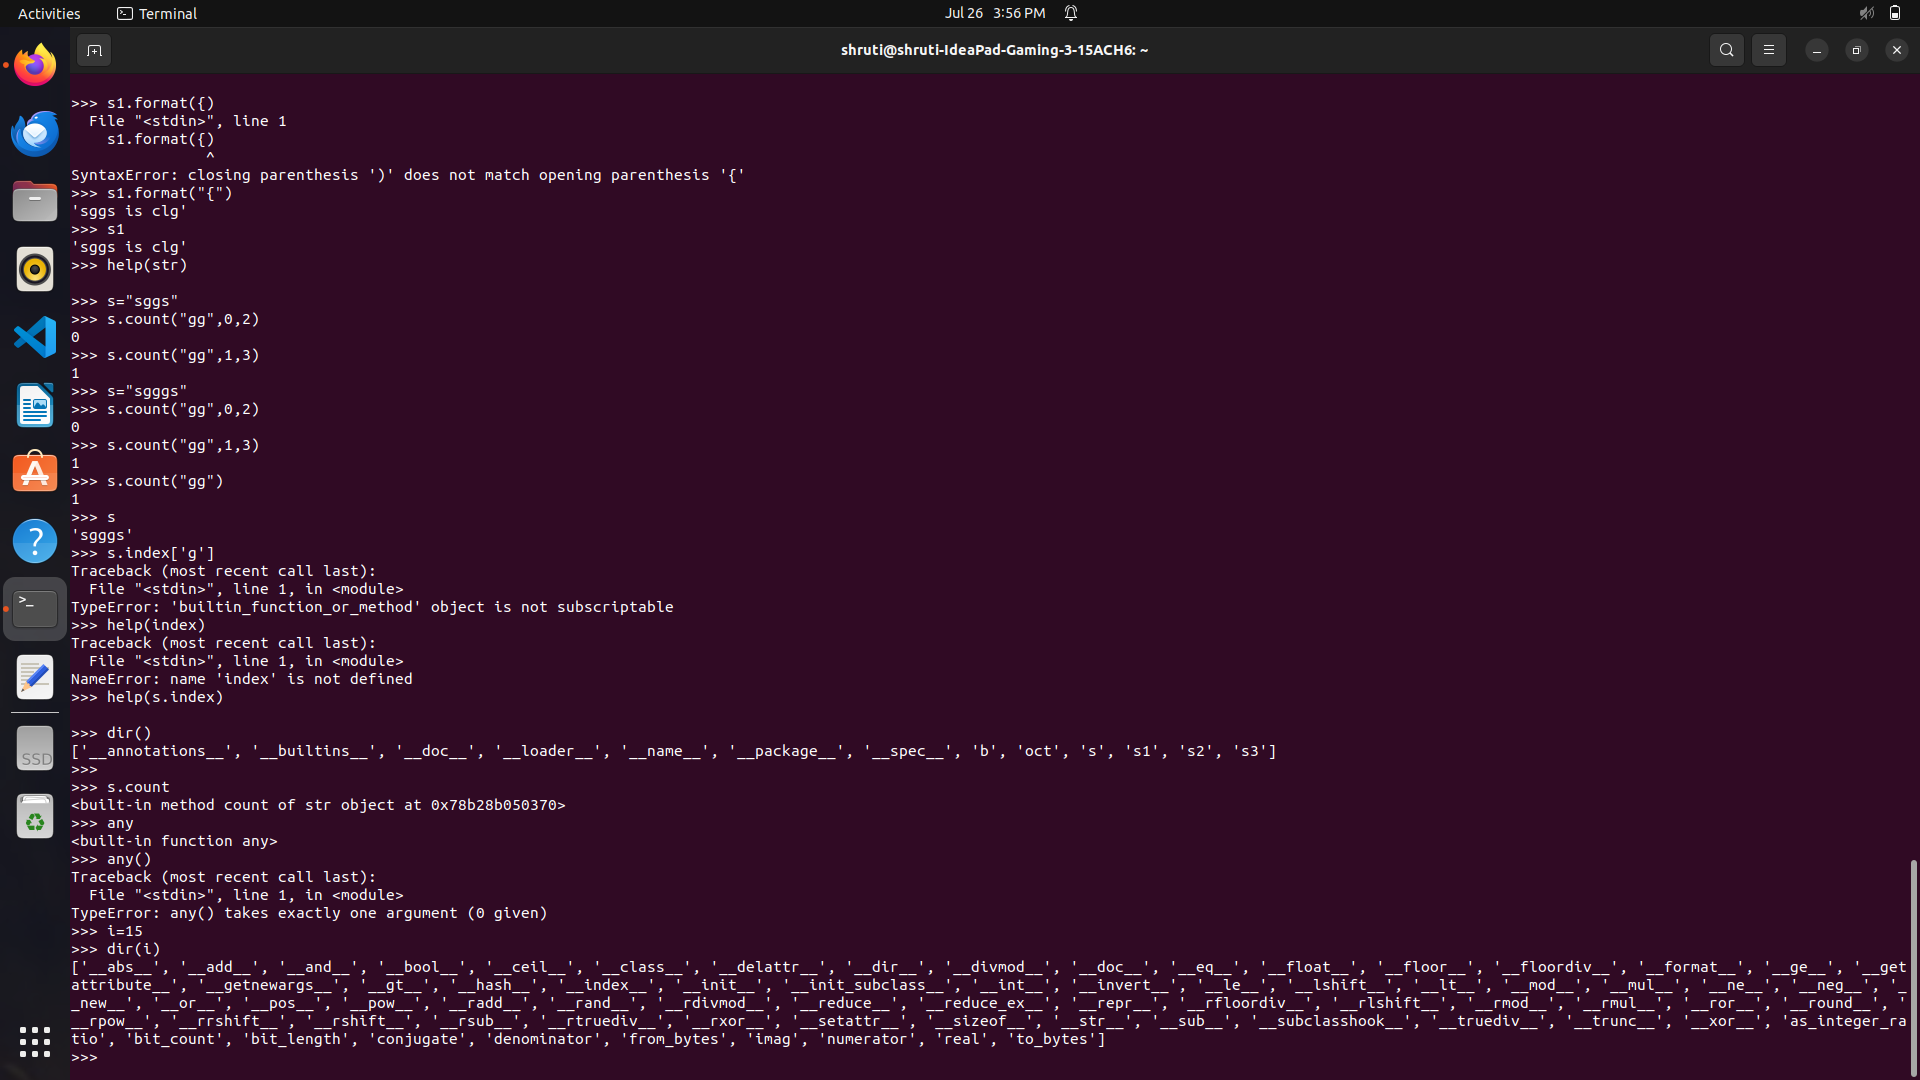 Activities Terminal Jul 26 3:56 PM
shruti@shruti-IdeaPad-Gaming-3-15ACH6: ~
>>> s1.format({)
  File "<stdin>", line 1
    s1.format({)
               ^
SyntaxError: closing parenthesis ')' does not match opening parenthesis '{'
>>> s1.format("{")
'sggs is clg'
>>> s1
'sggs is clg'
>>> help(str)

>>> s="sggs"
>>> s.count("gg",0,2)
0
>>> s.count("gg",1,3)
1
>>> s="sgggs"
>>> s.count("gg",0,2)
0
>>> s.count("gg",1,3)
1
>>> s.count("gg")
1
>>> s
'sgggs'
>>> s.index['g']
Traceback (most recent call last):
  File "<stdin>", line 1, in <module>
TypeError: 'builtin_function_or_method' object is not subscriptable
>>> help(index)
Traceback (most recent call last):
  File "<stdin>", line 1, in <module>
NameError: name 'index' is not defined
>>> help(s.index)

>>> dir()
['__annotations__', '__builtins__', '__doc__', '__loader__', '__name__', '__package__', '__spec__', 'b', 'oct', 's', 's1', 's2', 's3']
>>>
>>> s.count
<built-in method count of str object at 0x78b28b050370>
>>> any
<built-in function any>
>>> any()
Traceback (most recent call last):
  File "<stdin>", line 1, in <module>
TypeError: any() takes exactly one argument (0 given)
>>> i=15
>>> dir(i)
['__abs__', '__add__', '__and__', '__bool__', '__ceil__', '__class__', '__delattr__', '__dir__', '__divmod__', '__doc__', '__eq__', '__float__', '__floor__', '__floordiv__', '__format__', '__ge__', '__get
attribute__', '__getnewargs__', '__gt__', '__hash__', '__index__', '__init__', '__init_subclass__', '__int__', '__invert__', '__le__', '__lshift__', '__lt__', '__mod__', '__mul__', '__ne__', '__neg__', '_
_new__', '__or__', '__pos__', '__pow__', '__radd__', '__rand__', '__rdivmod__', '__reduce__', '__reduce_ex__', '__repr__', '__rfloordiv__', '__rlshift__', '__rmod__', '__rmul__', '__ror__', '__round__', '
__rpow__', '__rrshift__', '__rshift__', '__rsub__', '__rtruediv__', '__rxor__', '__setattr__', '__sizeof__', '__str__', '__sub__', '__subclasshook__', '__truediv__', '__trunc__', '__xor__', 'as_integer_ra
tio', 'bit_count', 'bit_length', 'conjugate', 'denominator', 'from_bytes', 'imag', 'numerator', 'real', 'to_bytes']
>>>
SSD